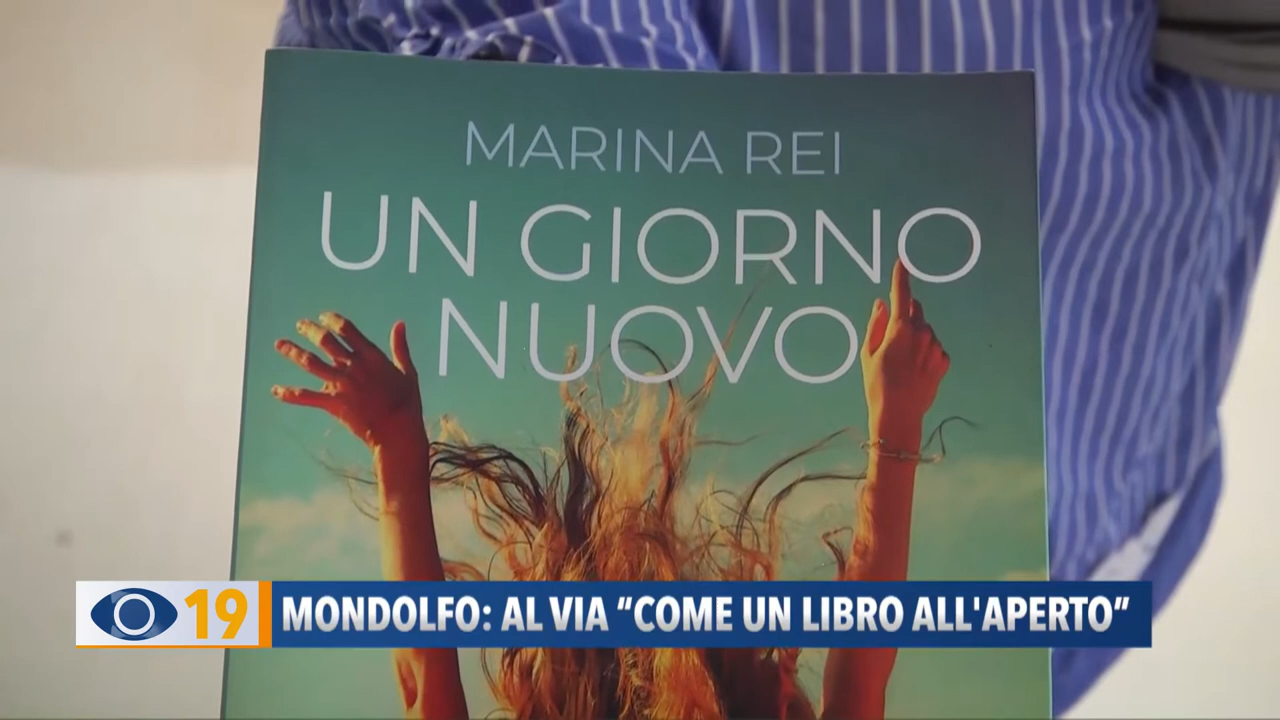 MARINA REI
UN GIORNO
NUOVO
19 MONDOLFO: AL VIA “COME UN LIBRO ALL'APERTO”